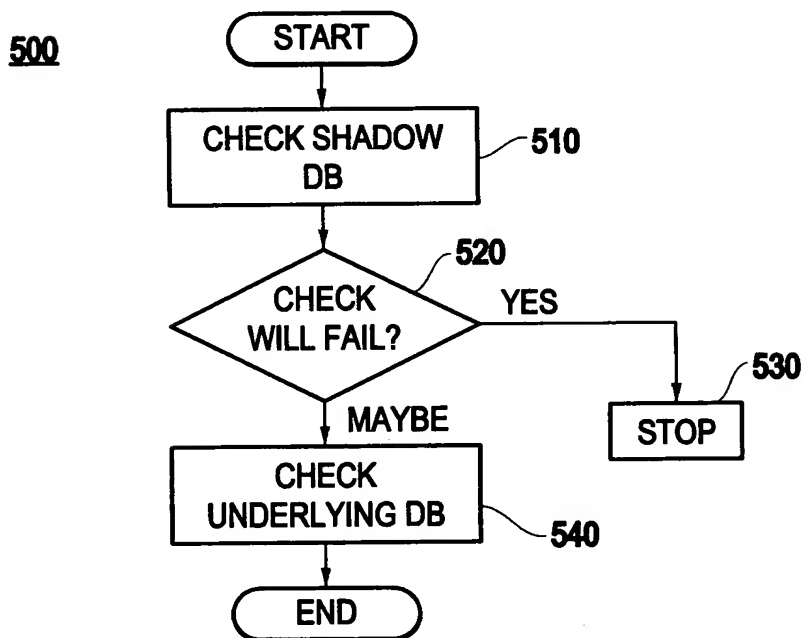 500
START
CHECK SHADOW
DB
510
520
CHECK
WILL FAIL?
YES
530
STOP
MAYBE
CHECK
UNDERLYING DB
540
END